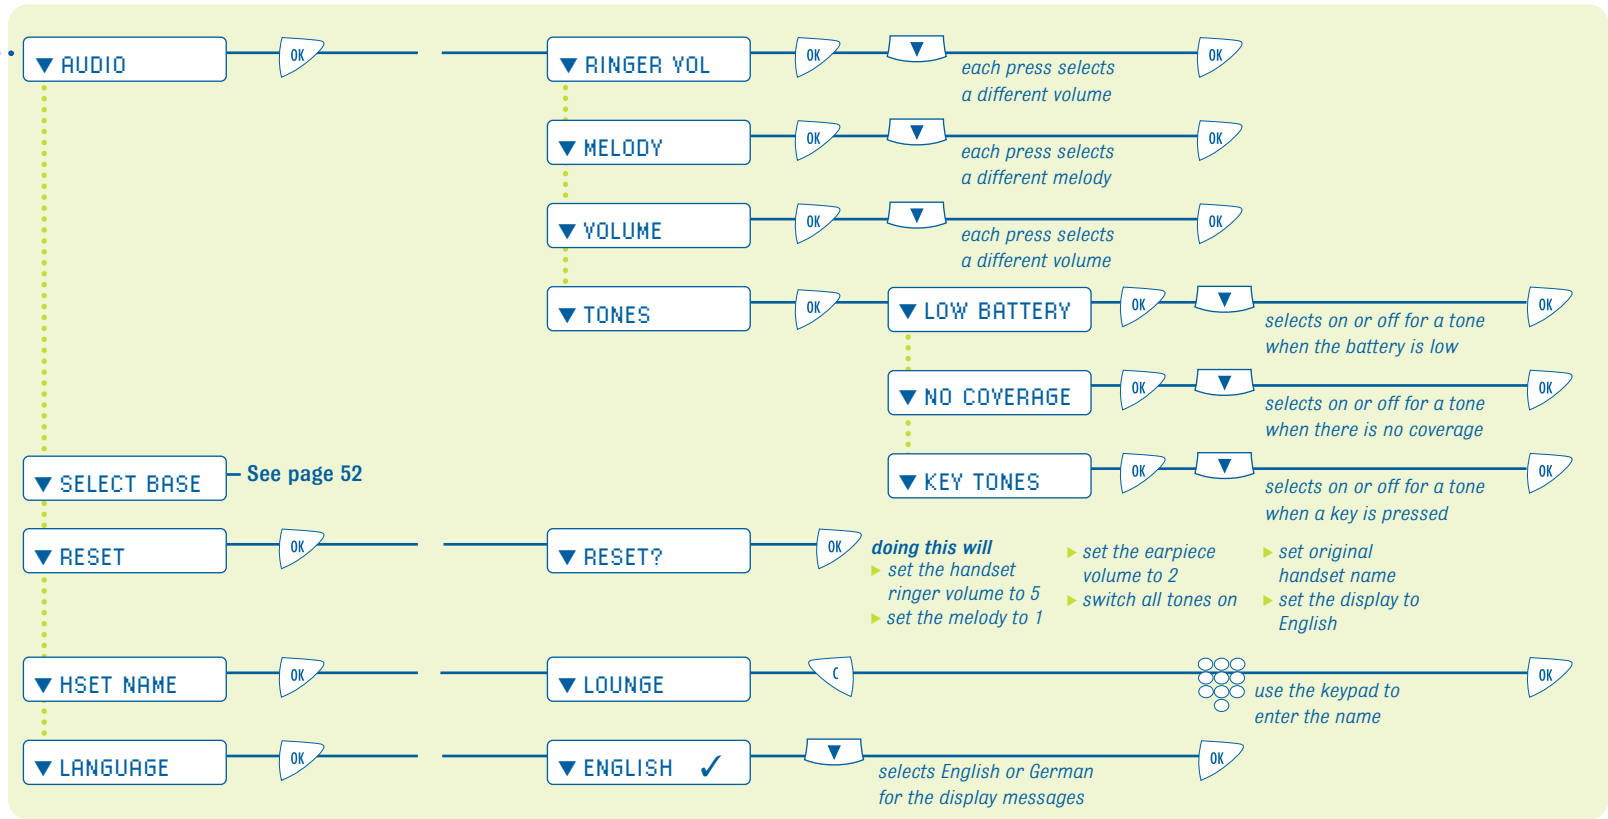 ▼ AUDIO OK ▼ RINGER VOL OK ▼ OK
each press selects
a different volume
▼ MELODY OK ▼ OK
each press selects
a different melody
▼ VOLUME OK ▼ OK
each press selects
a different volume
▼ TONES OK ▼ LOW BATTERY OK ▼ OK
selects on or off for a tone
when the battery is low
▼ NO COVERAGE OK ▼ OK
selects on or off for a tone
when there is no coverage
▼ SELECT BASE See page 52
▼ KEY TONES OK ▼ OK
selects on or off for a tone
when a key is pressed
▼ RESET OK ▼ RESET? OK
doing this will
▶ set the handset
ringer volume to 5
▶ set the melody to 1
▶ set the earpiece
volume to 2
▶ switch all tones on
▶ set original
handset name
▶ set the display to
English
▼ HSET NAME OK ▼ LOUNGE C OK
use the keypad to
enter the name
▼ LANGUAGE OK ▼ ENGLISH ✓ ▼ OK
selects English or German
for the display messages